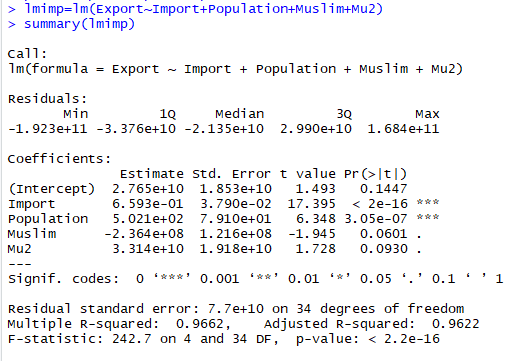 > lmimp=lm(Export~Import+Population+Muslim+Mu2)
> summary(lmimp)
Call:
lm(formula = Export ~ Import + Population + Muslim + Mu2)
Residuals:
       Min         1Q     Median         3Q        Max
-1.923e+11 -3.376e+10 -2.135e+10  2.990e+10  1.684e+11
Coefficients:
              Estimate Std. Error t value Pr(>|t|)
(Intercept)  2.765e+10  1.853e+10   1.493   0.1447
Import       6.593e-01  3.790e-02  17.395  < 2e-16 ***
Population   5.021e+02  7.910e+01   6.348 3.05e-07 ***
Muslim      -2.364e+08  1.216e+08  -1.945   0.0601 .
Mu2          3.314e+10  1.918e+10   1.728   0.0930 .
---
Signif. codes:  0 ‘***’ 0.001 ‘**’ 0.01 ‘*’ 0.05 ‘.’ 0.1 ‘ ’ 1
Residual standard error: 7.7e+10 on 34 degrees of freedom
Multiple R-squared:  0.9662,    Adjusted R-squared:  0.9622
F-statistic: 242.7 on 4 and 34 DF,  p-value: < 2.2e-16